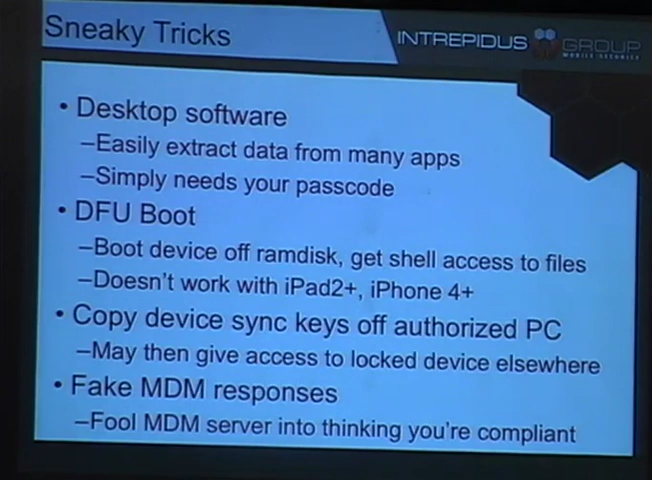 Sneaky Tricks
INTREPIDUS GROUP
MOBILE SECURITY
• Desktop software
–Easily extract data from many apps
–Simply needs your passcode
• DFU Boot
–Boot device off ramdisk, get shell access to files
–Doesn't work with iPad2+, iPhone 4+
• Copy device sync keys off authorized PC
–May then give access to locked device elsewhere
• Fake MDM responses
–Fool MDM server into thinking you're compliant